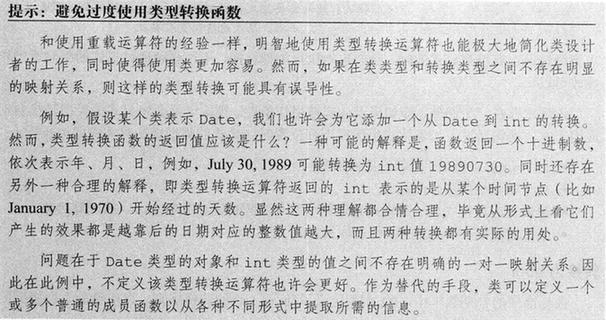 提示：避免过度使用类型转换函数
和使用重载运算符的经验一样，明智地使用类型转换运算符也能极大地简化类设计
者的工作，同时使得使用类更加容易。然而，如果在类类型和转换类型之间不存在明显
的映射关系，则这样的类型转换可能具有误导性。
例如，假设某个类表示 Date，我们也许会为它添加一个从 Date 到 int 的转换。
然而，类型转换函数的返回值应该是什么？一种可能的解释是，函数返回一个十进制数，
依次表示年、月、日，例如，July 30, 1989 可能转换为 int 值 19890730。同时还存在
另外一种合理的解释，即类型转换运算符返回的 int 表示的是从某个时间节点（比如
January 1, 1970）开始经过的天数。显然这两种理解都合情合理，毕竟从形式上看它们
产生的效果都是越靠后的日期对应的整数值越大，而且两种转换都有实际的用处。
问题在于 Date 类型的对象和 int 类型的值之间不存在明确的一对一映射关系。因
此在此例中，不定义该类型转换运算符也许会更好。作为替代的手段，类可以定义一个
或多个普通的成员函数以从各种不同形式中提取所需的信息。